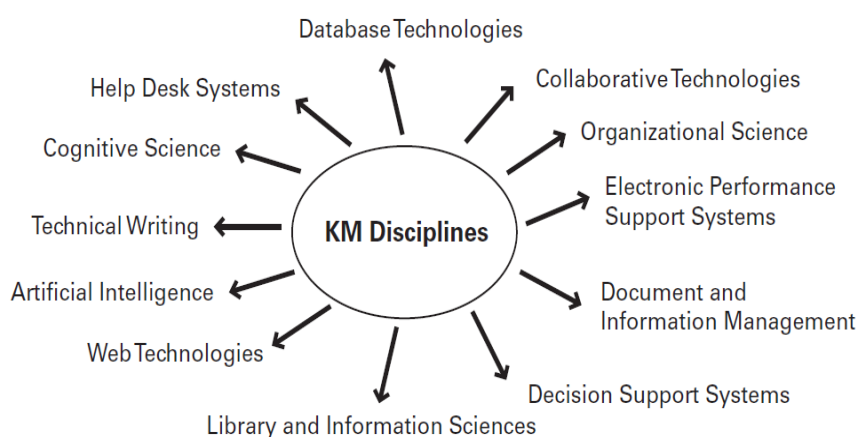 Database Technologies
Help Desk Systems
Collaborative Technologies
Organizational Science
Cognitive Science
Electronic Performance
Support Systems
Technical Writing
KM Disciplines
Artificial Intelligence
Document and
Information Management
Web Technologies
Decision Support Systems
Library and Information Sciences